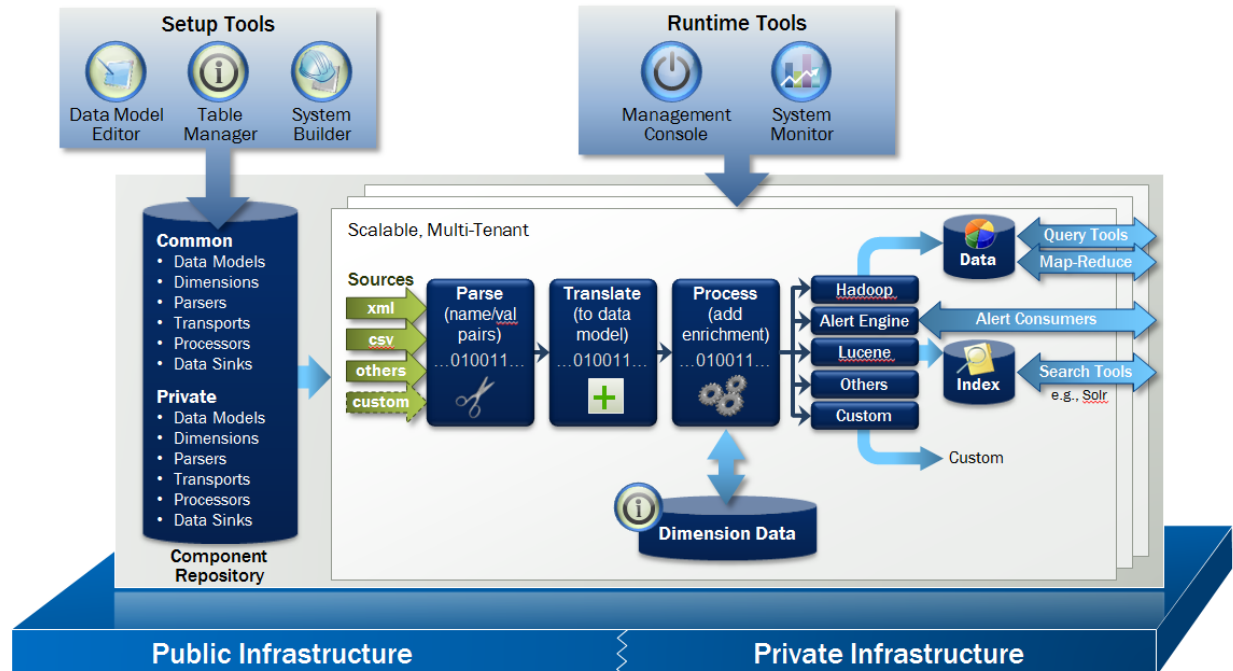 Setup Tools
Data Model
Editor
Table
Manager
System
Builder
Runtime Tools
Management
Console
System
Monitor
Common
• Data Models
• Dimensions
• Parsers
• Transports
• Processors
• Data Sinks
Private
• Data Models
• Dimensions
• Parsers
• Transports
• Processors
• Data Sinks
Component
Repository
Scalable, Multi-Tenant
Sources
xml
csv
others
custom
Parse
(name/val
pairs)
...010011...
Translate
(to data
model)
...010011...
Process
(add
enrichment)
...010011...
Hadoop
Alert Engine
Lucene
Others
Custom
Data
Index
Query Tools
Map-Reduce
Alert Consumers
Search Tools
e.g., Solr
Custom
Dimension Data
Public Infrastructure
Private Infrastructure